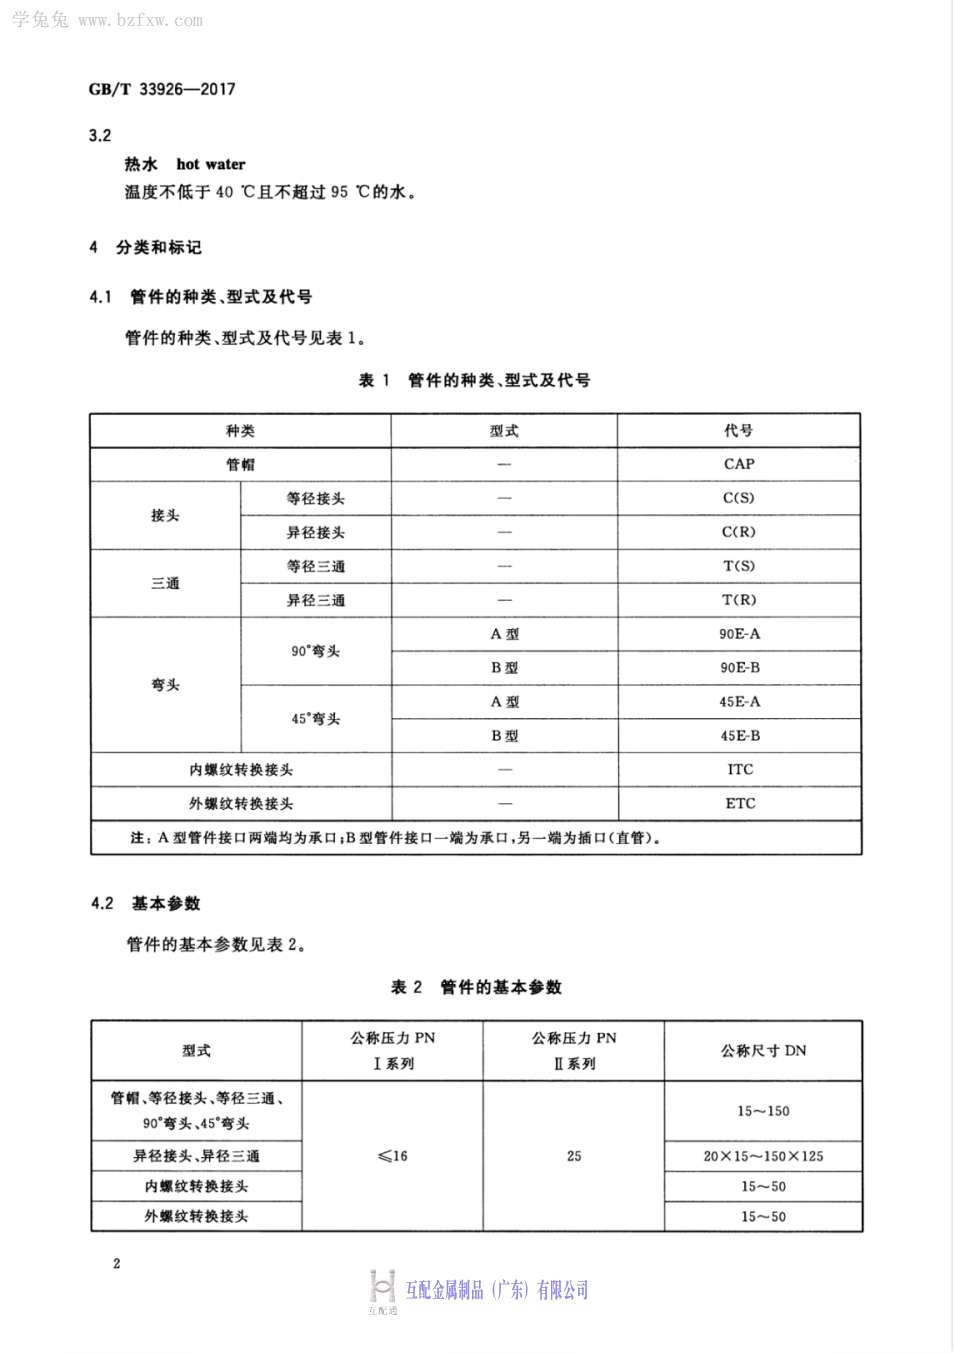 学兔兔 www.bzfxw.com
GB/T 33926—2017
3.2
热水 hot water
温度不低于 40 ℃且不超过 95 ℃的水。
4 分类和标记
4.1 管件的种类、型式及代号
管件的种类、型式及代号见表 1。
表 1 管件的种类、型式及代号
种类 型式 代号
管帽 — CAP
接头
等径接头 — C(S)
异径接头 — C(R)
三通
等径三通 — T(S)
异径三通 — T(R)
弯头
90°弯头
A 型 90E-A
B 型 90E-B
45°弯头
A 型 45E-A
B 型 45E-B
内螺纹转换接头 — ITC
外螺纹转换接头 — ETC
注：A 型管件接口两端均为承口；B 型管件接口一端为承口，另一端为插口(直管)。
4.2 基本参数
管件的基本参数见表 2。
表 2 管件的基本参数
型式
公称压力 PN
Ⅰ系列
公称压力 PN
Ⅱ系列
公称尺寸 DN
管帽、等径接头、等径三通、
90°弯头、45°弯头
15～150
异径接头、异径三通 ≤16 25 20×15～150×125
内螺纹转换接头 15～50
外螺纹转换接头 15～50
2
互配通
互配金属制品（广东）有限公司